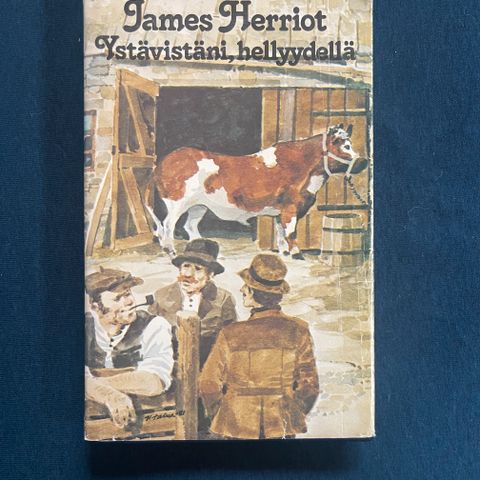 James Herriot
Ystävistäni, hellyydellä